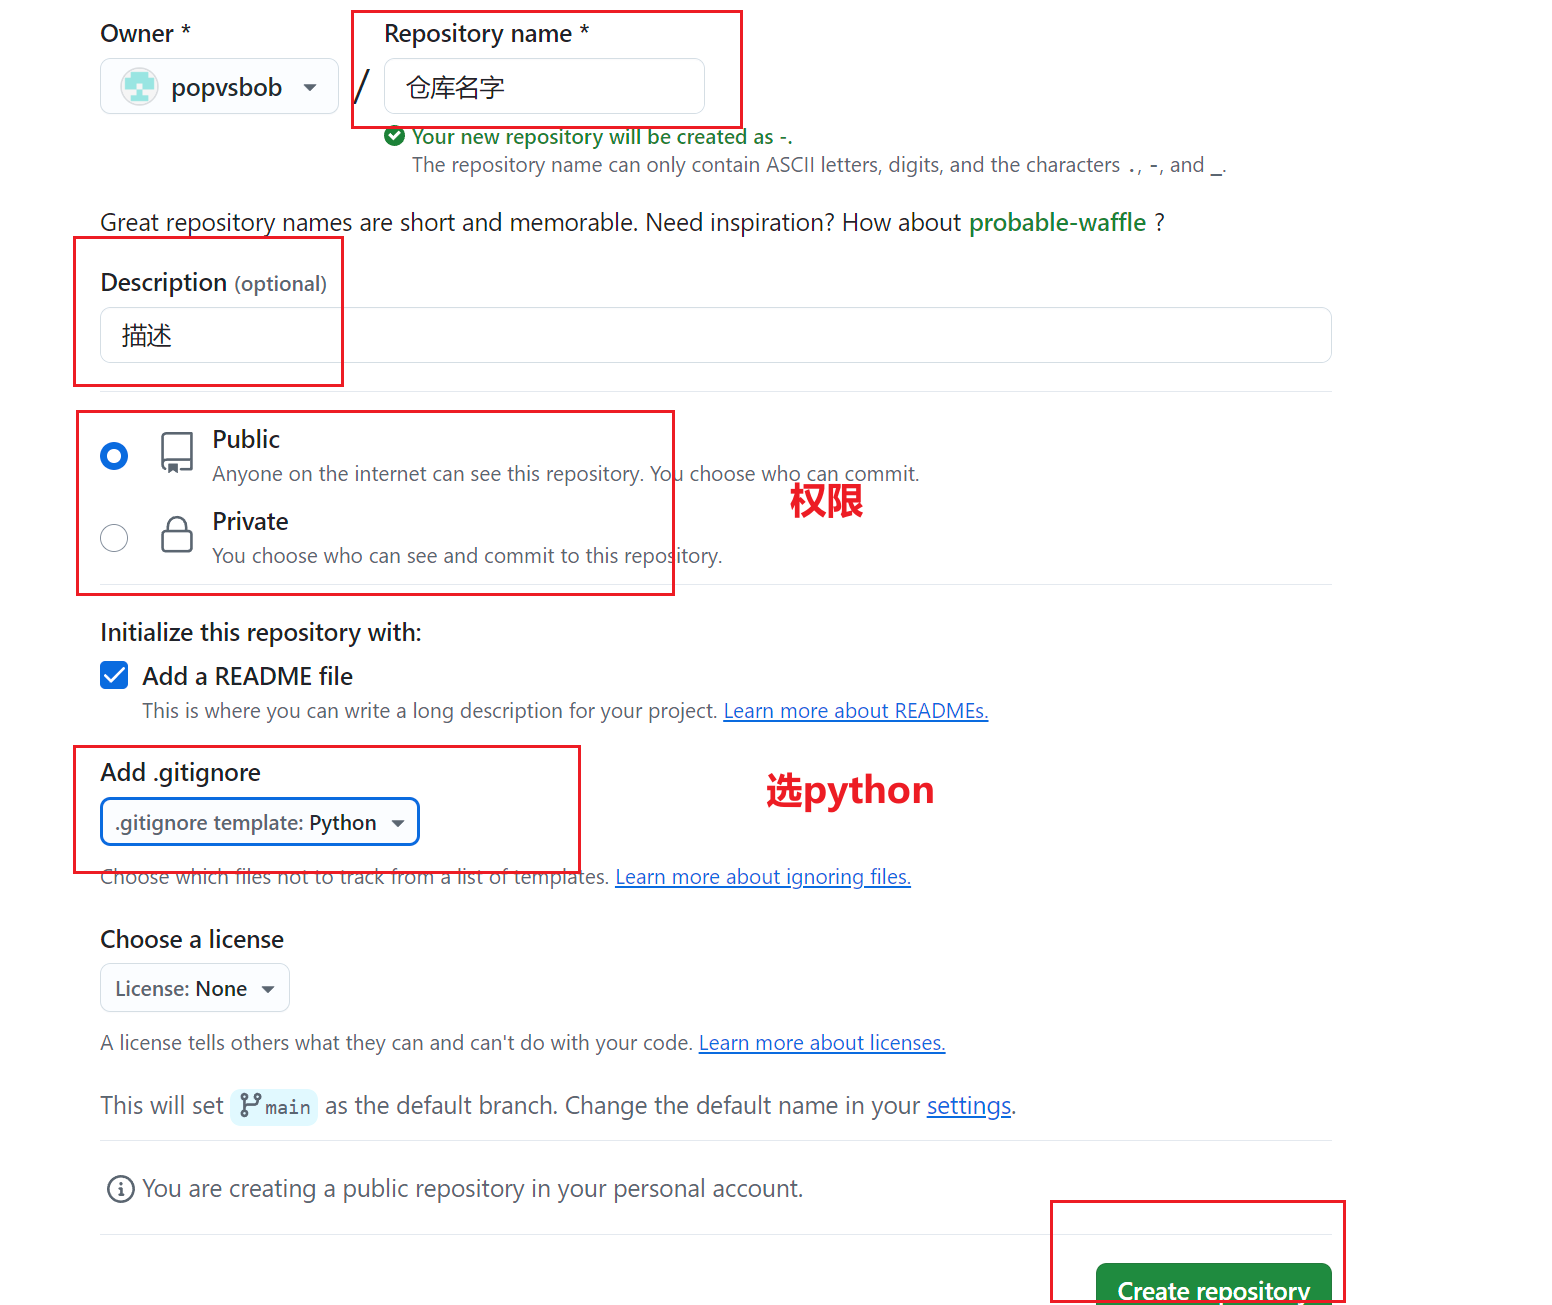 Owner *
Repository name *
popvsbob
/
仓库名字
Your new repository will be created as -.
The repository name can only contain ASCII letters, digits, and the characters ., -, and _.
Great repository names are short and memorable. Need inspiration? How about probable-waffle ?
Description (optional)
描述
Public
Anyone on the internet can see this repository. You choose who can commit.
权限
Private
You choose who can see and commit to this repository.
Initialize this repository with:
Add a README file
This is where you can write a long description for your project. Learn more about READMEs.
Add .gitignore
选python
.gitignore template: Python
Choose which files not to track from a list of templates. Learn more about ignoring files.
Choose a license
License: None
A license tells others what they can and can't do with your code. Learn more about licenses.
This will set main as the default branch. Change the default name in your settings.
You are creating a public repository in your personal account.
Create repository